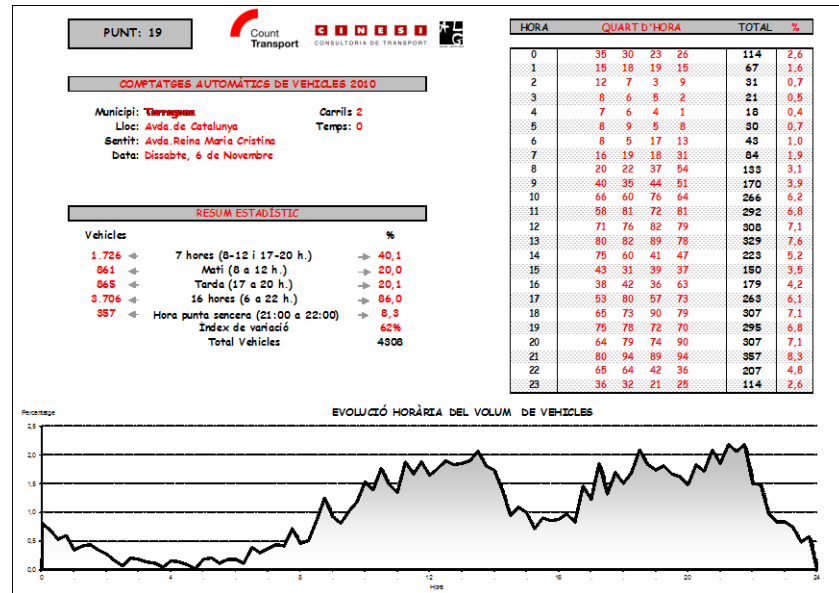 PUNT: 19
Count
Transport
CINESI
CONSULTORIA DE TRANSPORT
COMPTATGES AUTOMÀTICS DE VEHICLES 2010
Municipi: Tarragona Carrils 2
Lloc: Avda.de Catalunya Temps: 0
Sentit: Avda.Reina Maria Cristina
Data: Dissabte, 6 de Novembre
RESUM ESTADÍSTIC
Vehicles %
1.726 7 hores (8-12 i 17-20 h.) 40,1
861 Matí (8 a 12 h.) 20,0
865 Tarda (17 a 20 h.) 20,1
3.706 16 hores (6 a 22 h.) 86,0
357 Hora punta sencera (21:00 a 22:00) 8,3
Índex de variació 62%
Total Vehicles 4308
HORA QUART D'HORA TOTAL %
0 35 30 23 26 114 2,6
1 15 18 19 15 67 1,6
2 12 7 3 9 31 0,7
3 8 6 5 2 21 0,5
4 7 6 4 1 18 0,4
5 8 9 5 8 30 0,7
6 8 5 17 13 43 1,0
7 16 19 18 31 84 1,9
8 20 22 37 54 133 3,1
9 40 35 44 51 170 3,9
10 66 60 76 64 266 6,2
11 58 81 72 81 292 6,8
12 71 76 82 79 308 7,1
13 80 82 89 78 329 7,6
14 75 60 41 47 223 5,2
15 43 31 39 37 150 3,5
16 38 42 36 63 179 4,2
17 53 80 57 73 263 6,1
18 65 73 90 79 307 7,1
19 75 78 72 70 295 6,8
20 64 79 74 90 307 7,1
21 80 94 89 94 357 8,3
22 65 64 42 36 207 4,8
23 36 32 21 25 114 2,6
EVOLUCIÓ HORÀRIA DEL VOLUM DE VEHICLES
Percentatge
2,5
2,0
1,5
1,0
0,5
0,0
0 4 8 12 16 20 24
Hora